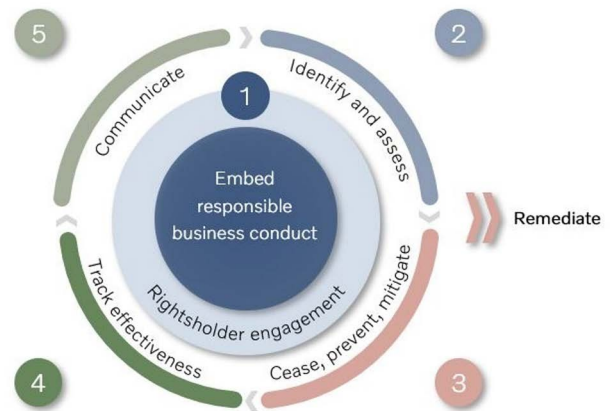 1
Embed
responsible
business conduct
Rightsholder engagement
2
Identify and assess
3
Cease, prevent, mitigate
Remediate
4
Track effectiveness
5
Communicate